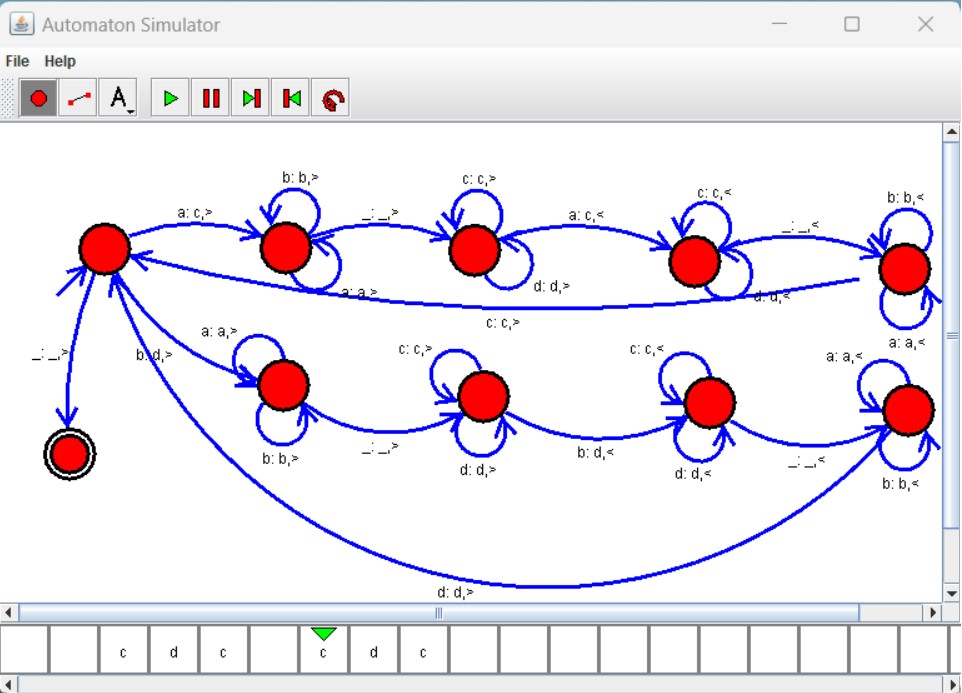 Automaton Simulator
File Help
A
b: b,>
c: c,>
c: c,<
b: b,<
a: c,>
_: _,>
a: c,<
_: _,<
a: a,>
d: d,>
d: d,<
c: c,>
a: a,<
a: a,>
c: c,>
c: c,<
a: a,<
_: _,>
b: d,>
b: b,>
_: _,>
d: d,>
b: d,<
d: d,<
_: _,<
b: b,<
d: d,>
c d c c d c